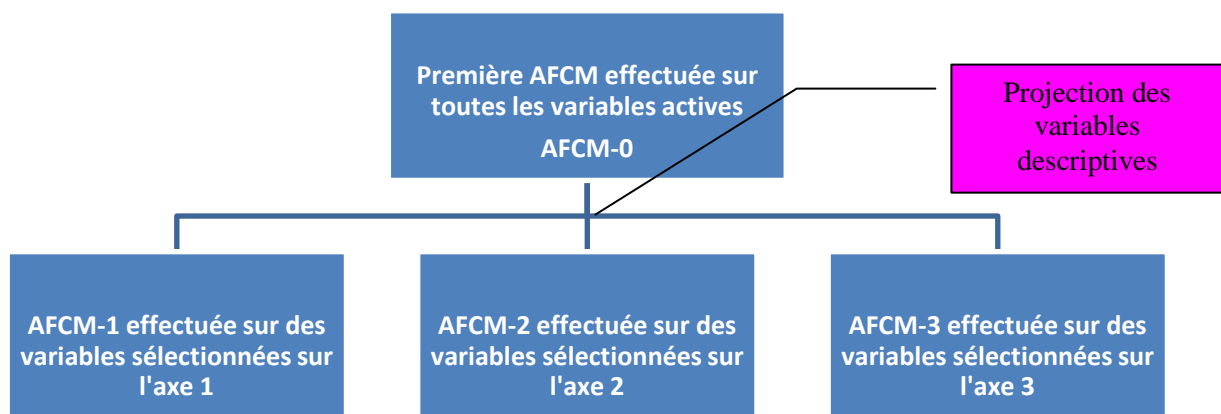 Première AFCM effectuée sur
toutes les variables actives
AFCM-0
Projection des
variables
descriptives
AFCM-1 effectuée sur des
variables sélectionnées sur
l'axe 1
AFCM-2 effectuée sur des
variables sélectionnées sur
l'axe 2
AFCM-3 effectuée sur des
variables sélectionnées sur
l'axe 3